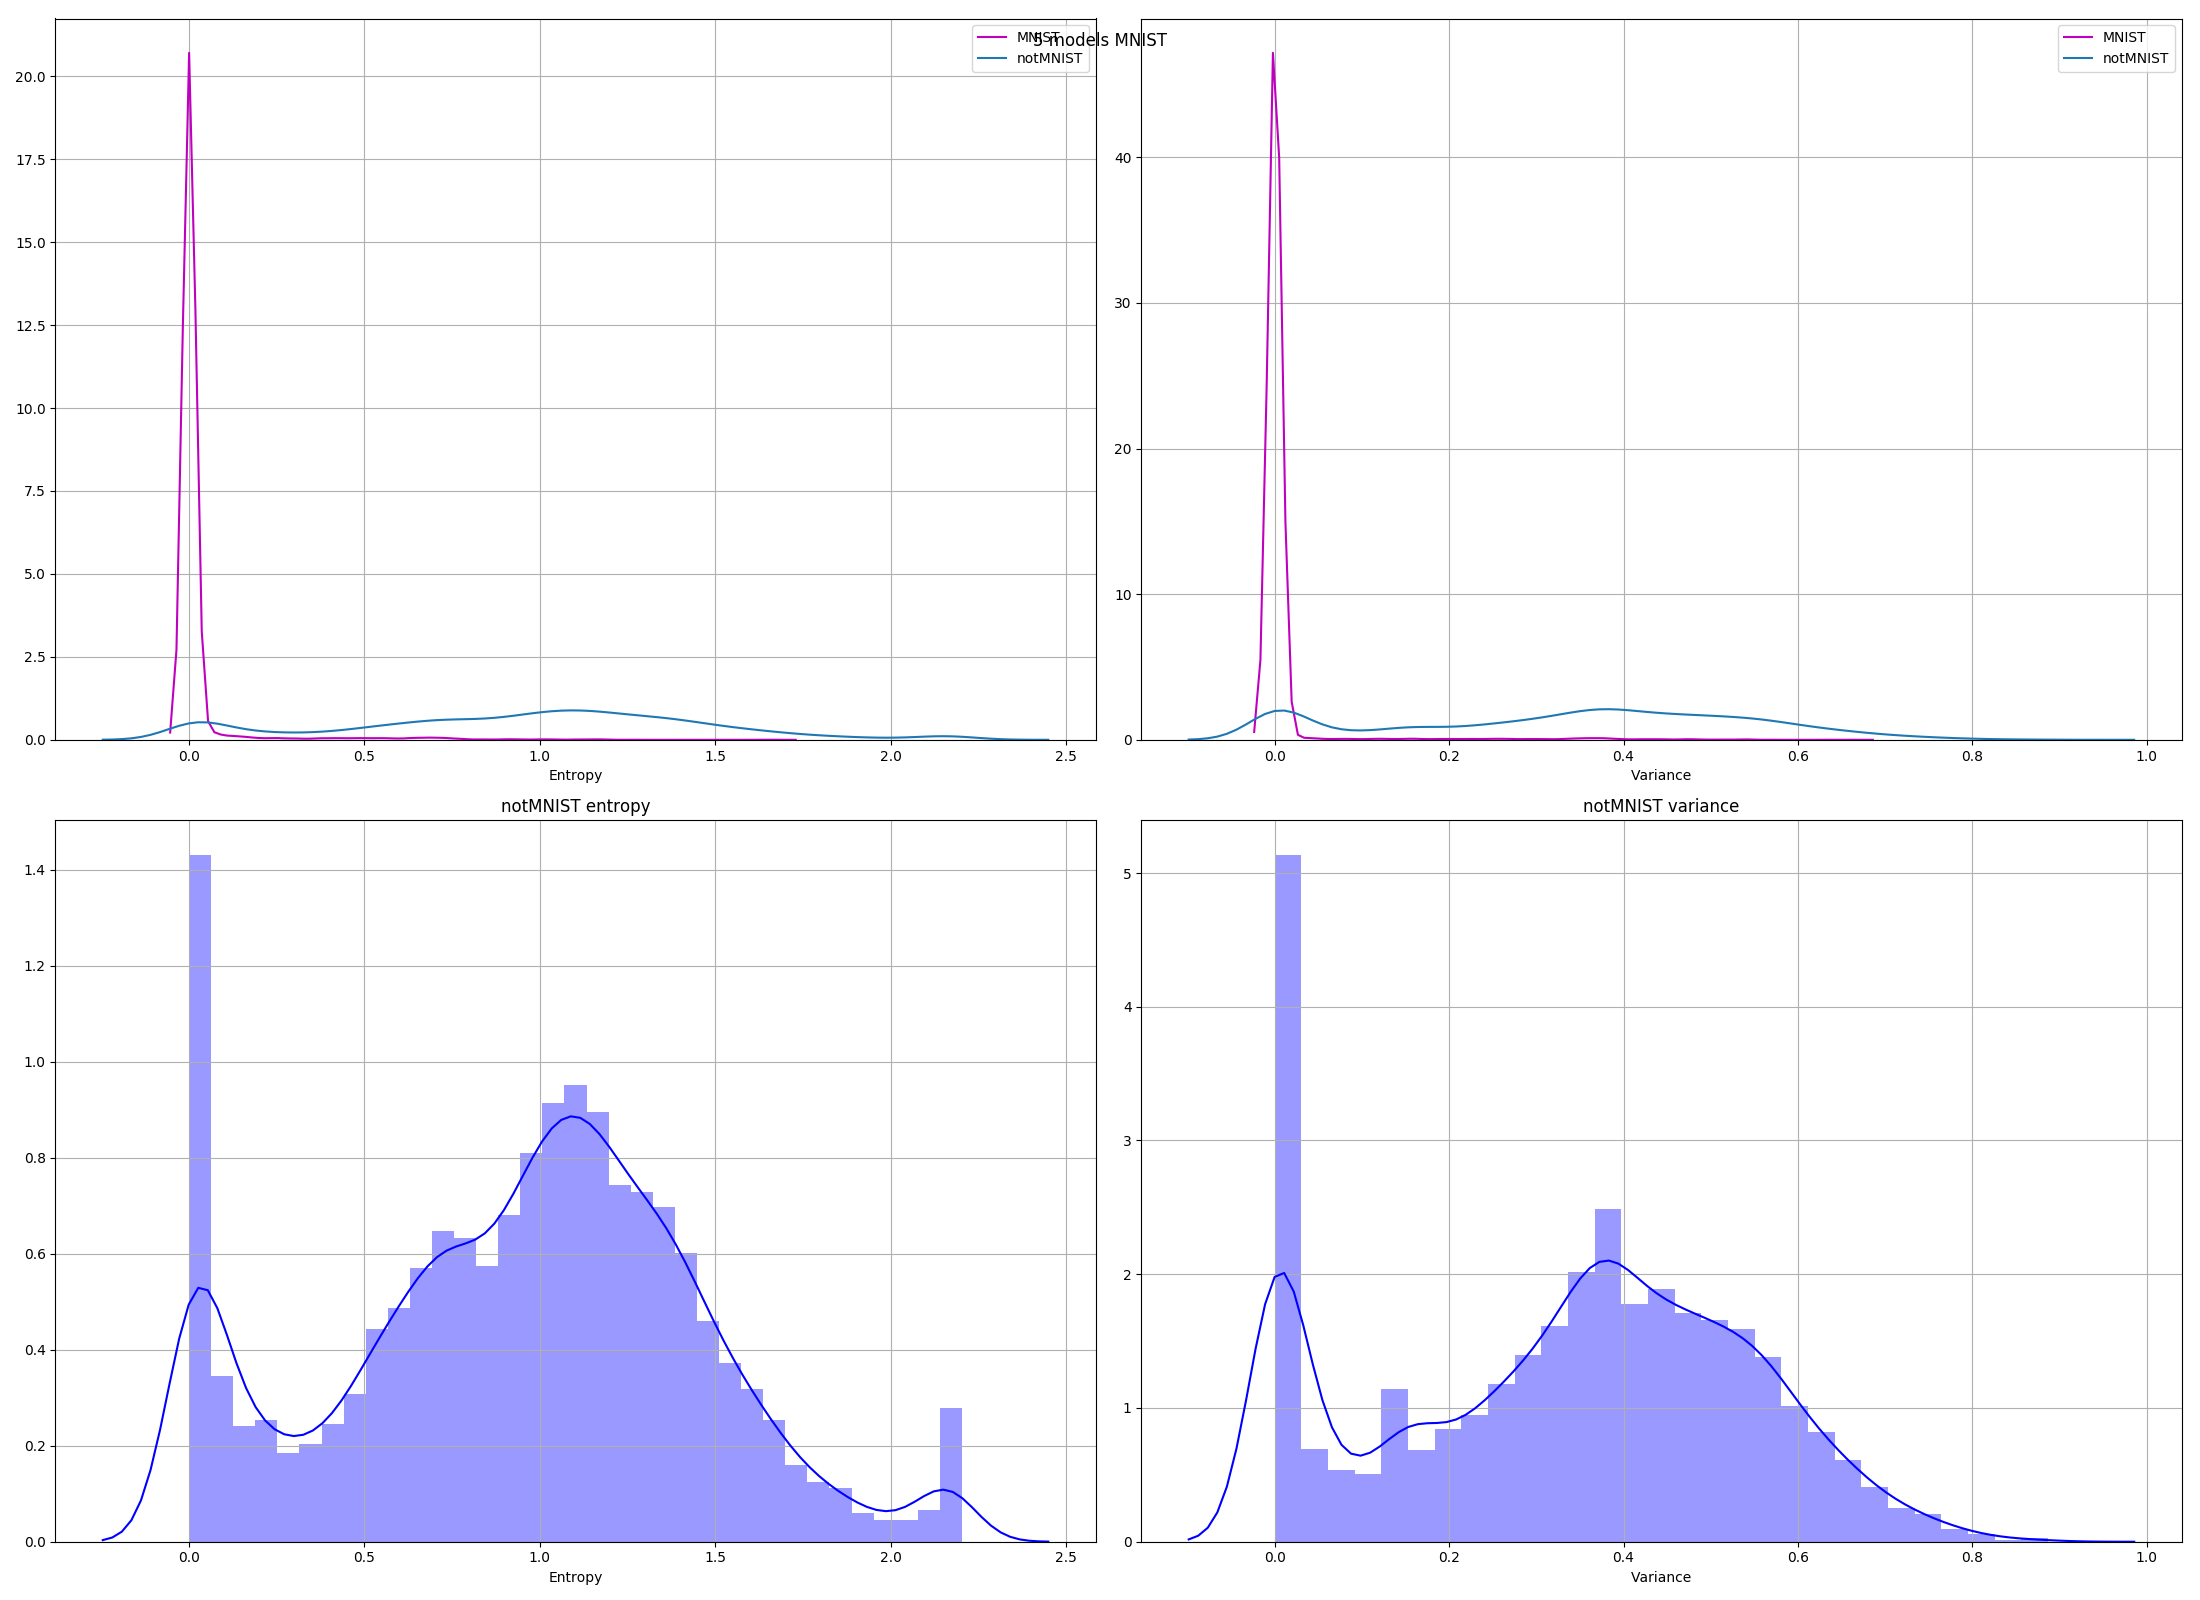 5 models MNIST
MNIST
notMNIST
20.0
17.5
15.0
12.5
10.0
7.5
5.0
2.5
0.0
0.0 0.5 1.0 1.5 2.0 2.5
Entropy
MNIST
notMNIST
40
30
20
10
0
0.0 0.2 0.4 0.6 0.8 1.0
Variance
notMNIST entropy
1.4
1.2
1.0
0.8
0.6
0.4
0.2
0.0
0.0 0.5 1.0 1.5 2.0 2.5
Entropy
notMNIST variance
5
4
3
2
1
0
0.0 0.2 0.4 0.6 0.8 1.0
Variance